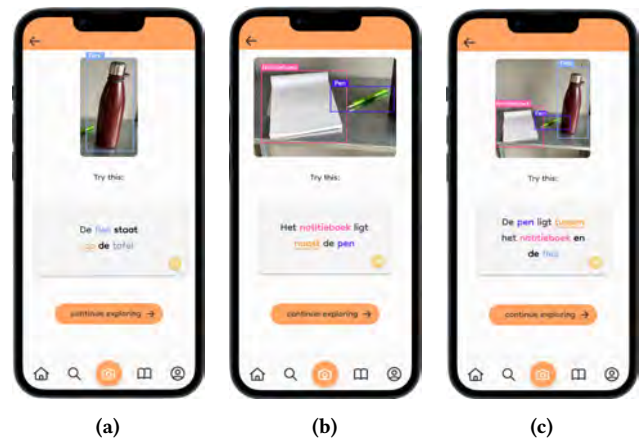 Fles
Try this:
De fles staat
op de tafel
continue exploring →
(a)
Notitieboek
Pen
Try this:
Het notitieboek ligt
naast de pen
continue exploring →
(b)
Fles
Notitieboek
Pen
Try this:
De pen ligt tussen
het notitieboek en
de fles
continue exploring →
(c)